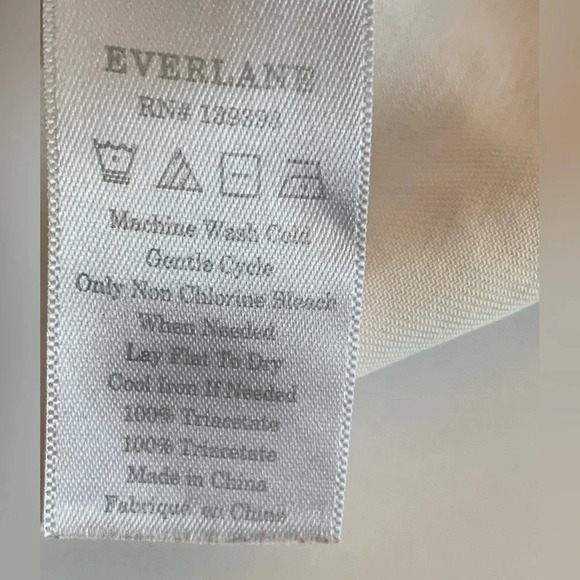 EVERLANE
RN# 139393
Machine Wash Cold
Gentle Cycle
Only Non Chlorine Bleach
When Needed
Lay Flat To Dry
Cool Iron If Needed
100% Triacetate
100% Triacetate
Made in China
Fabriqué en Chine